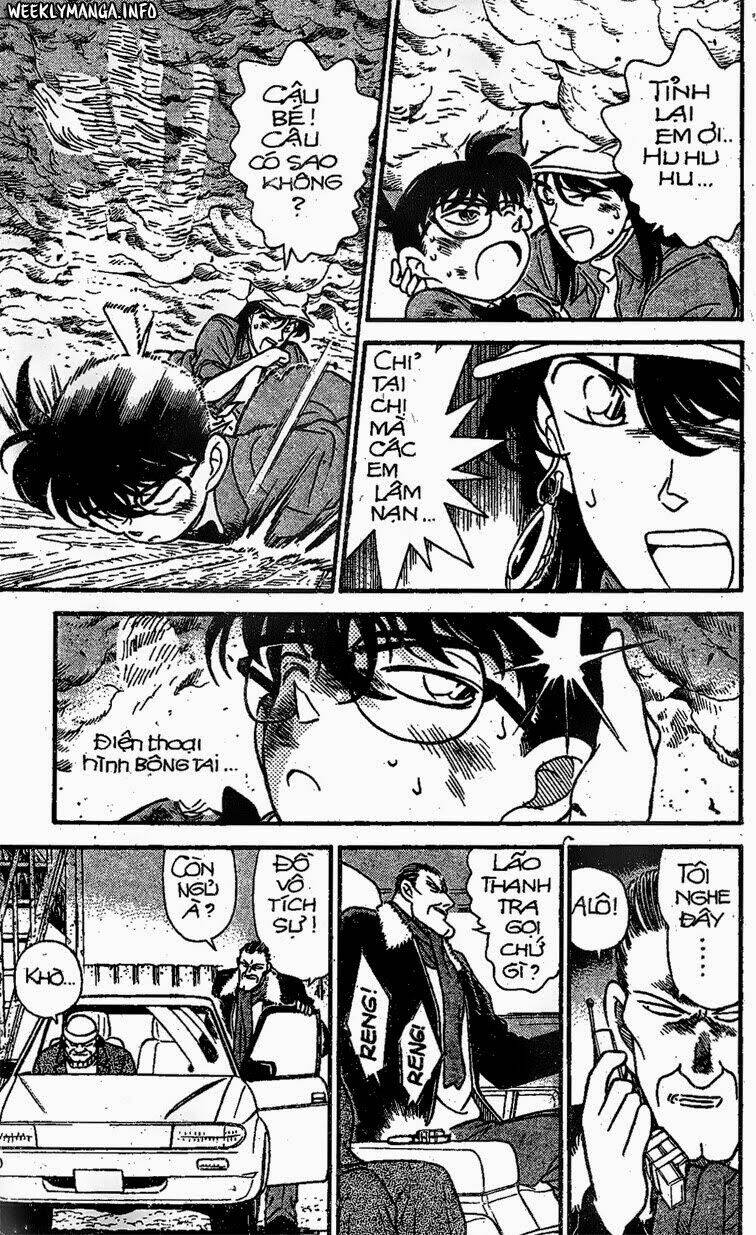 WEEKLYMANGA.INFO
CẬU
BÉ!
CẬU
CÓ SAO
KHÔNG
?
TỈNH
LẠI
EM ƠI..
HU HU
HU...
CHỈ
TẠI
CHỊ
MÀ
CÁC
EM
LÂM
NẠN...
Điện thoại
hình BÔNG TAI...
KHÒ...
CÒN
NGỦ
À?
ĐỒ
VÔ
TÍCH
SỰ!
RENG!
RENG!
LÃO
THANH
TRA
GỌI
CHỨ
GÌ?
ALÔ!
TÔI
NGHE
ĐÂY
.....